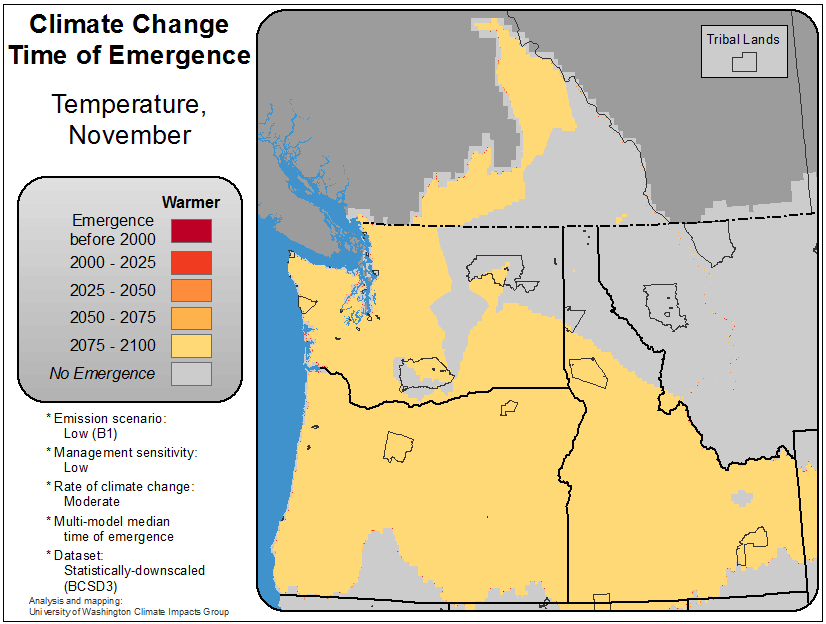 Climate Change
Time of Emergence
Temperature,
November
Warmer
Emergence
before 2000
2000 - 2025
2025 - 2050
2050 - 2075
2075 - 2100
No Emergence
* Emission scenario:
Low (B1)
* Management sensitivity:
Low
* Rate of climate change:
Moderate
* Multi-model median
time of emergence
* Dataset:
Statistically-downscaled
(BCSD3)
Analysis and mapping:
University of Washington Climate Impacts Group
Tribal Lands